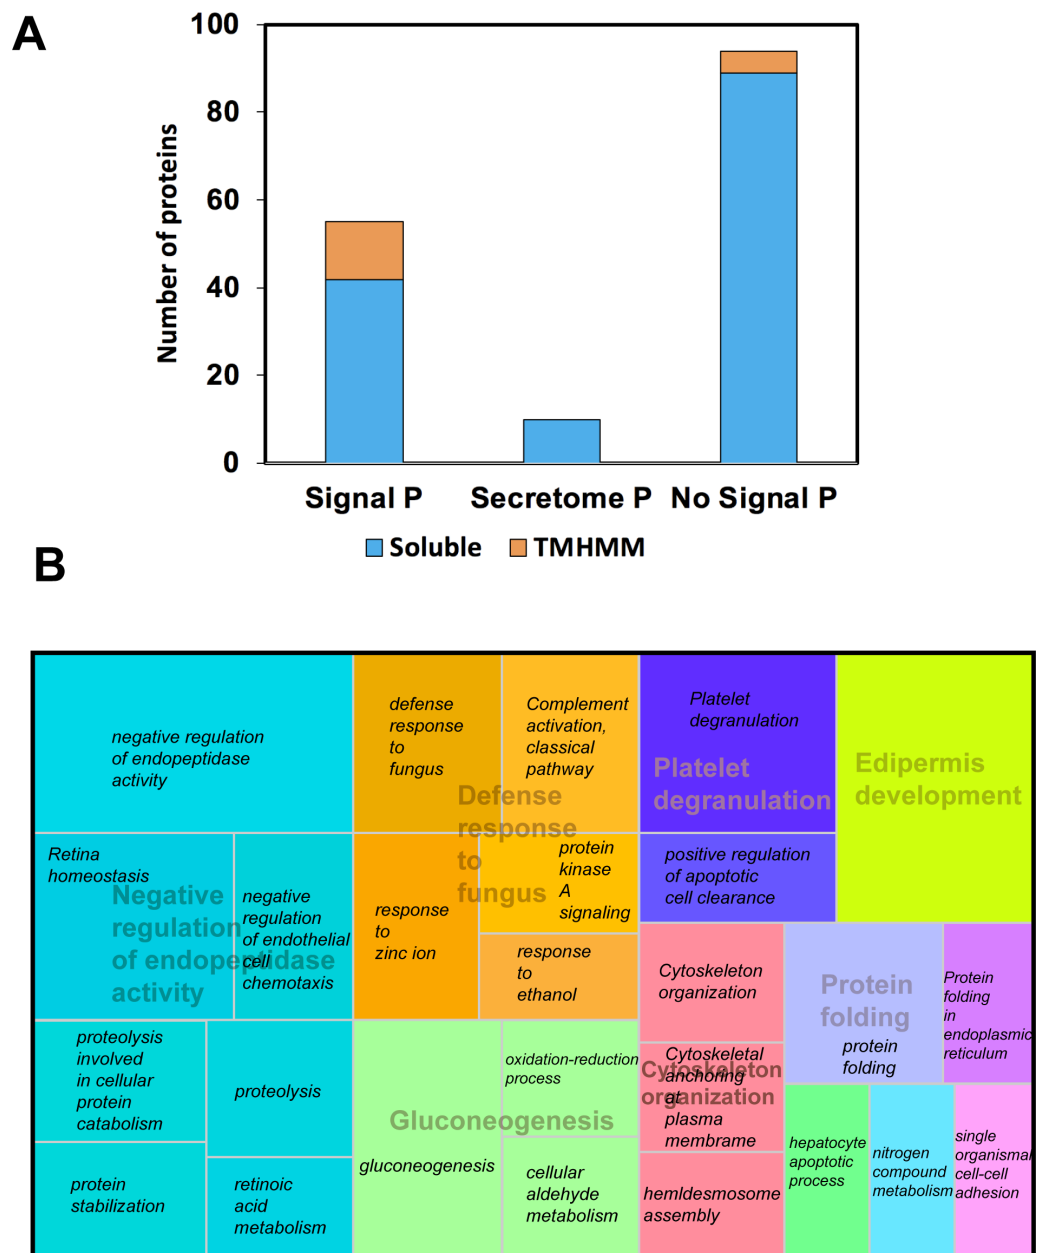 A
100
80
60
40
20
0
Number of proteins
Signal P
Secretome P
No Signal P
Soluble
TMHMM
B
negative regulation
of endopeptidase
activity
Retina
homeostasis
negative
regulation
of endothelial
cell
chemotaxis
Negative
regulation
of endopeptidase
activity
proteolysis
involved
in cellular
protein
catabolism
proteolysis
protein
stabilization
retinoic
acid
metabolism
defense
response
to
fungus
Complement
activation,
classical
pathway
Defense
response
to
fungus
response
to
zinc ion
protein
kinase
A
signaling
response
to
ethanol
Gluconeogenesis
gluconeogenesis
oxidation-reduction
process
cellular
aldehyde
metabolism
Platelet
degranulation
Platelet
degranulation
positive regulation
of apoptotic
cell clearance
Edipermis
development
Cytoskeleton
organization
Cytoskeletal
anchoring
at
plasma
membrame
Cytoskeleton
organization
hemldesmosome
assembly
Protein
folding
protein
folding
Protein
folding
in
endoplasmic
reticulum
hepatocyte
apoptotic
process
nitrogen
compound
metabolism
single
organismal
cell-cell
adhesion